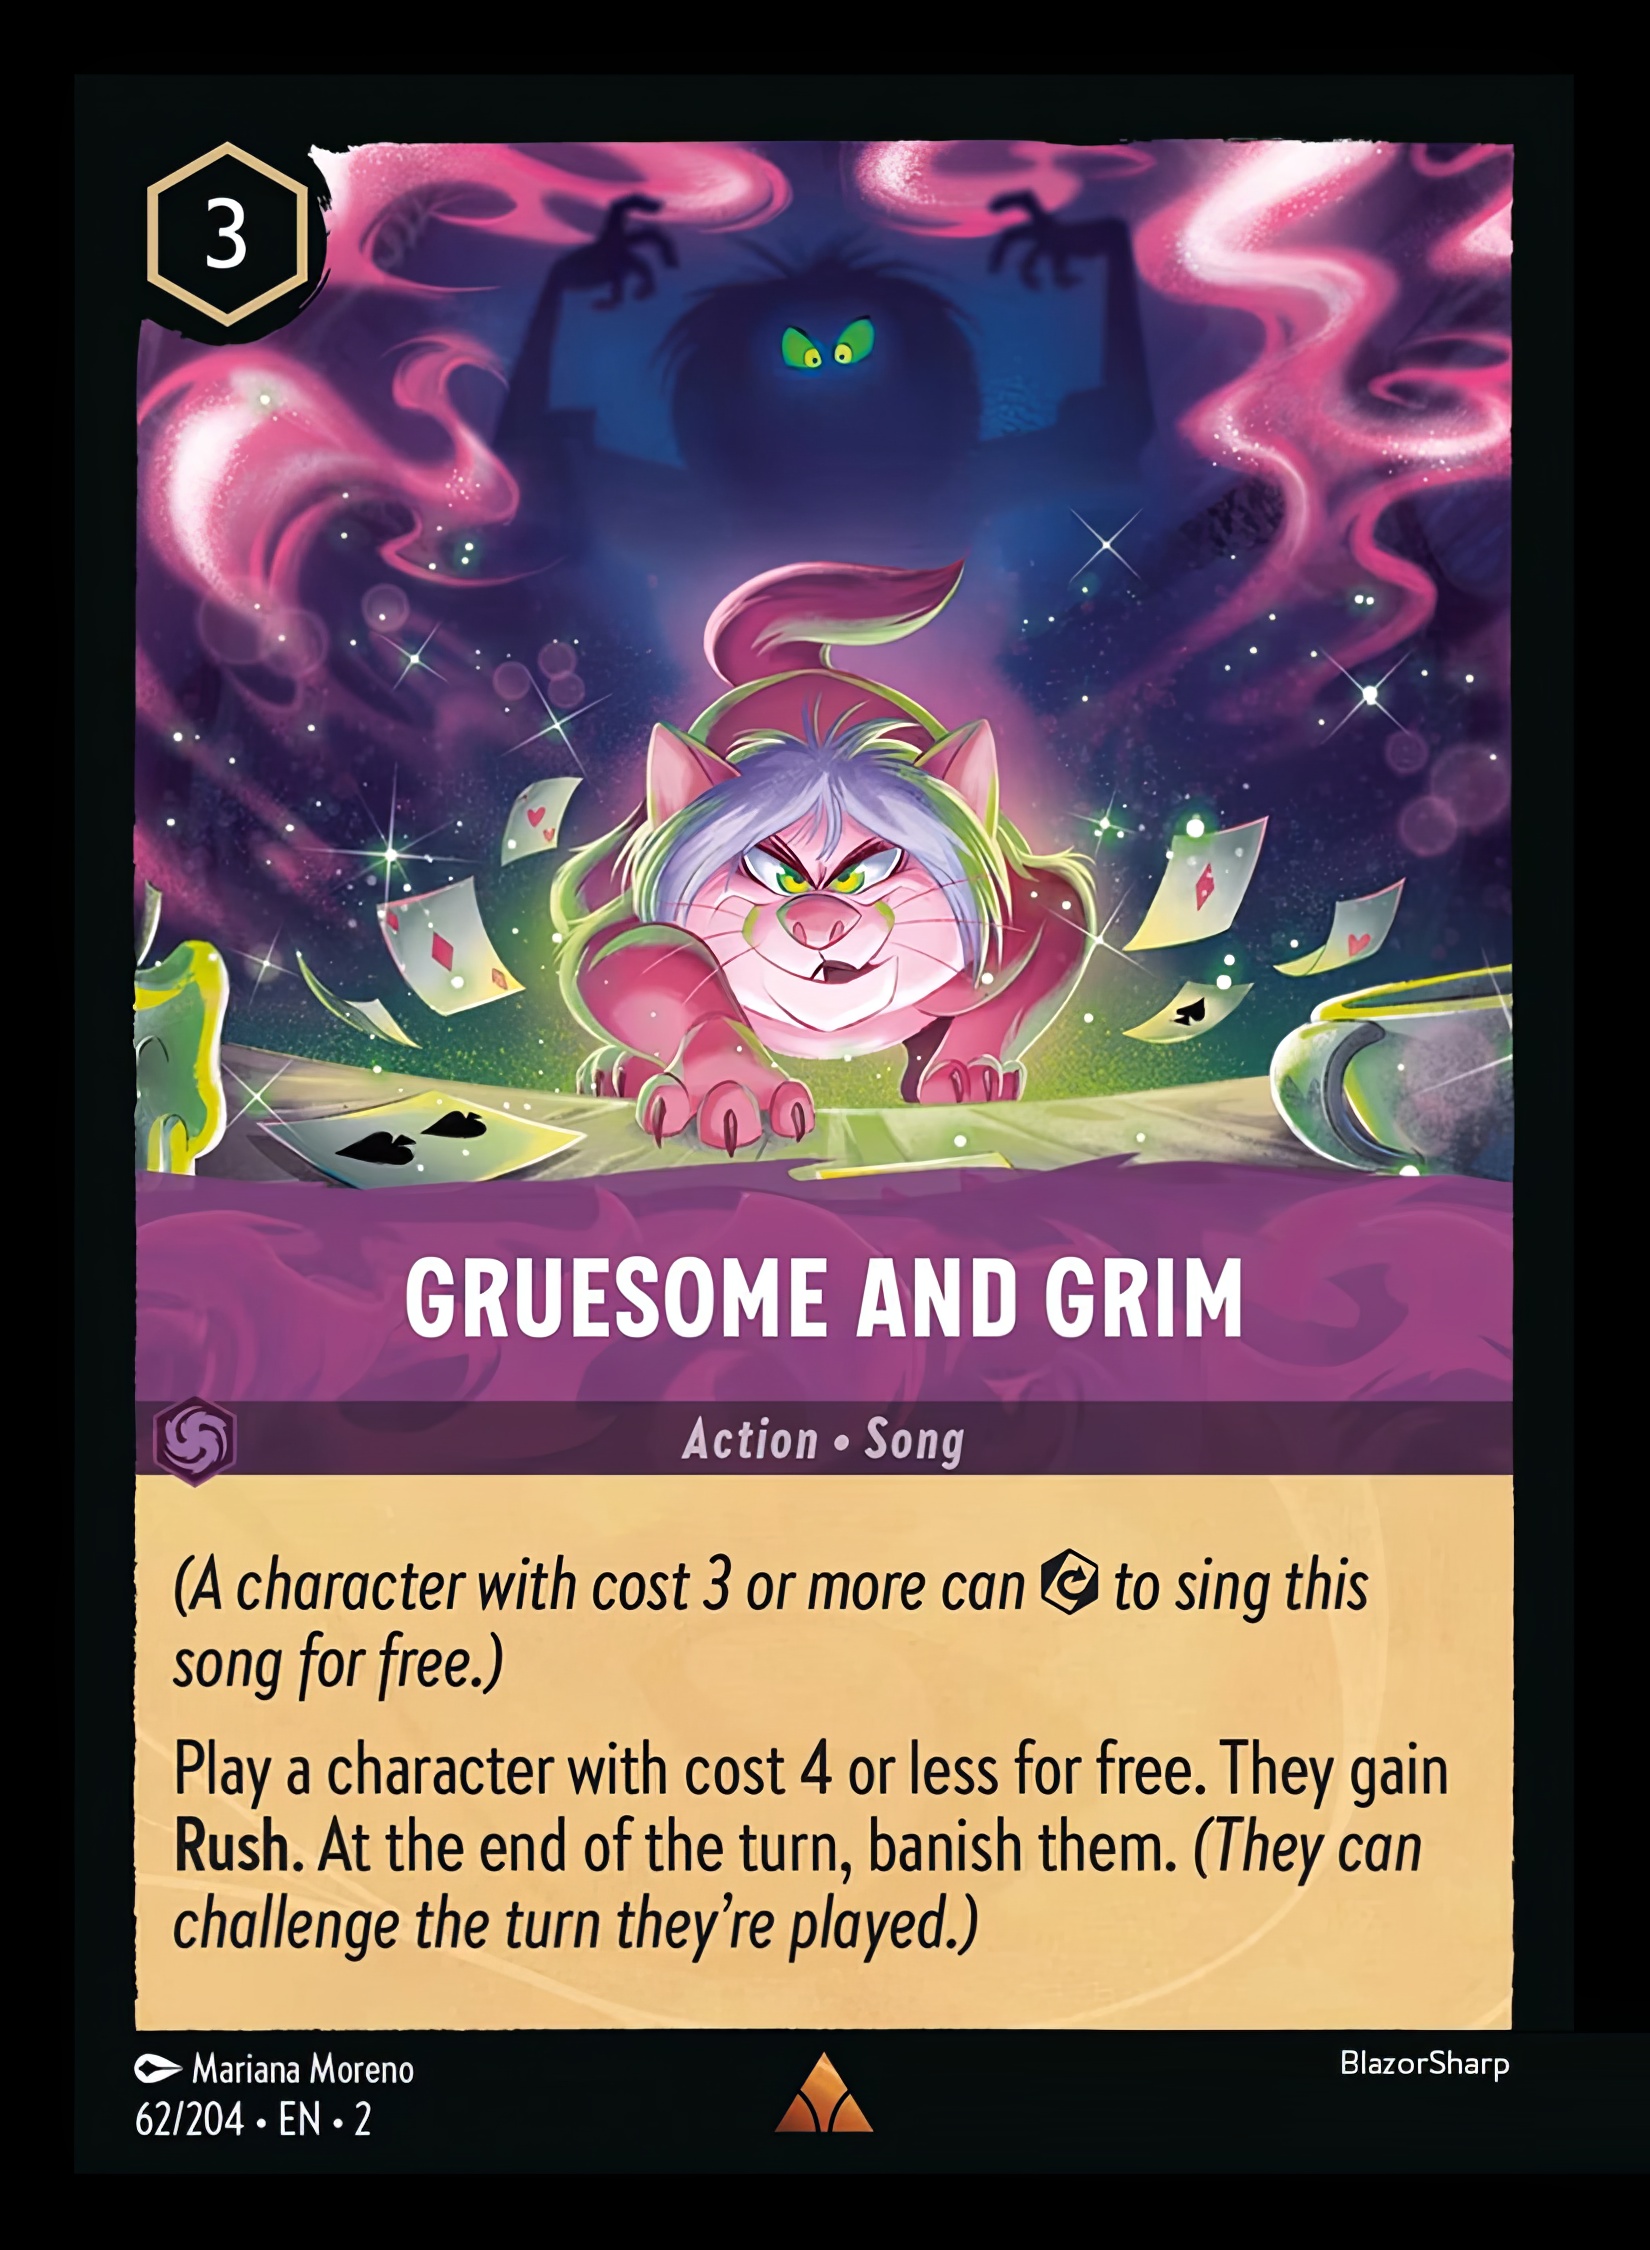 3
GRUESOME AND GRIM
Action • Song
(A character with cost 3 or more can to sing this
song for free.)
Play a character with cost 4 or less for free. They gain
Rush. At the end of the turn, banish them. (They can
challenge the turn they're played.)
Mariana Moreno
BlazorSharp
62/204 • EN • 2